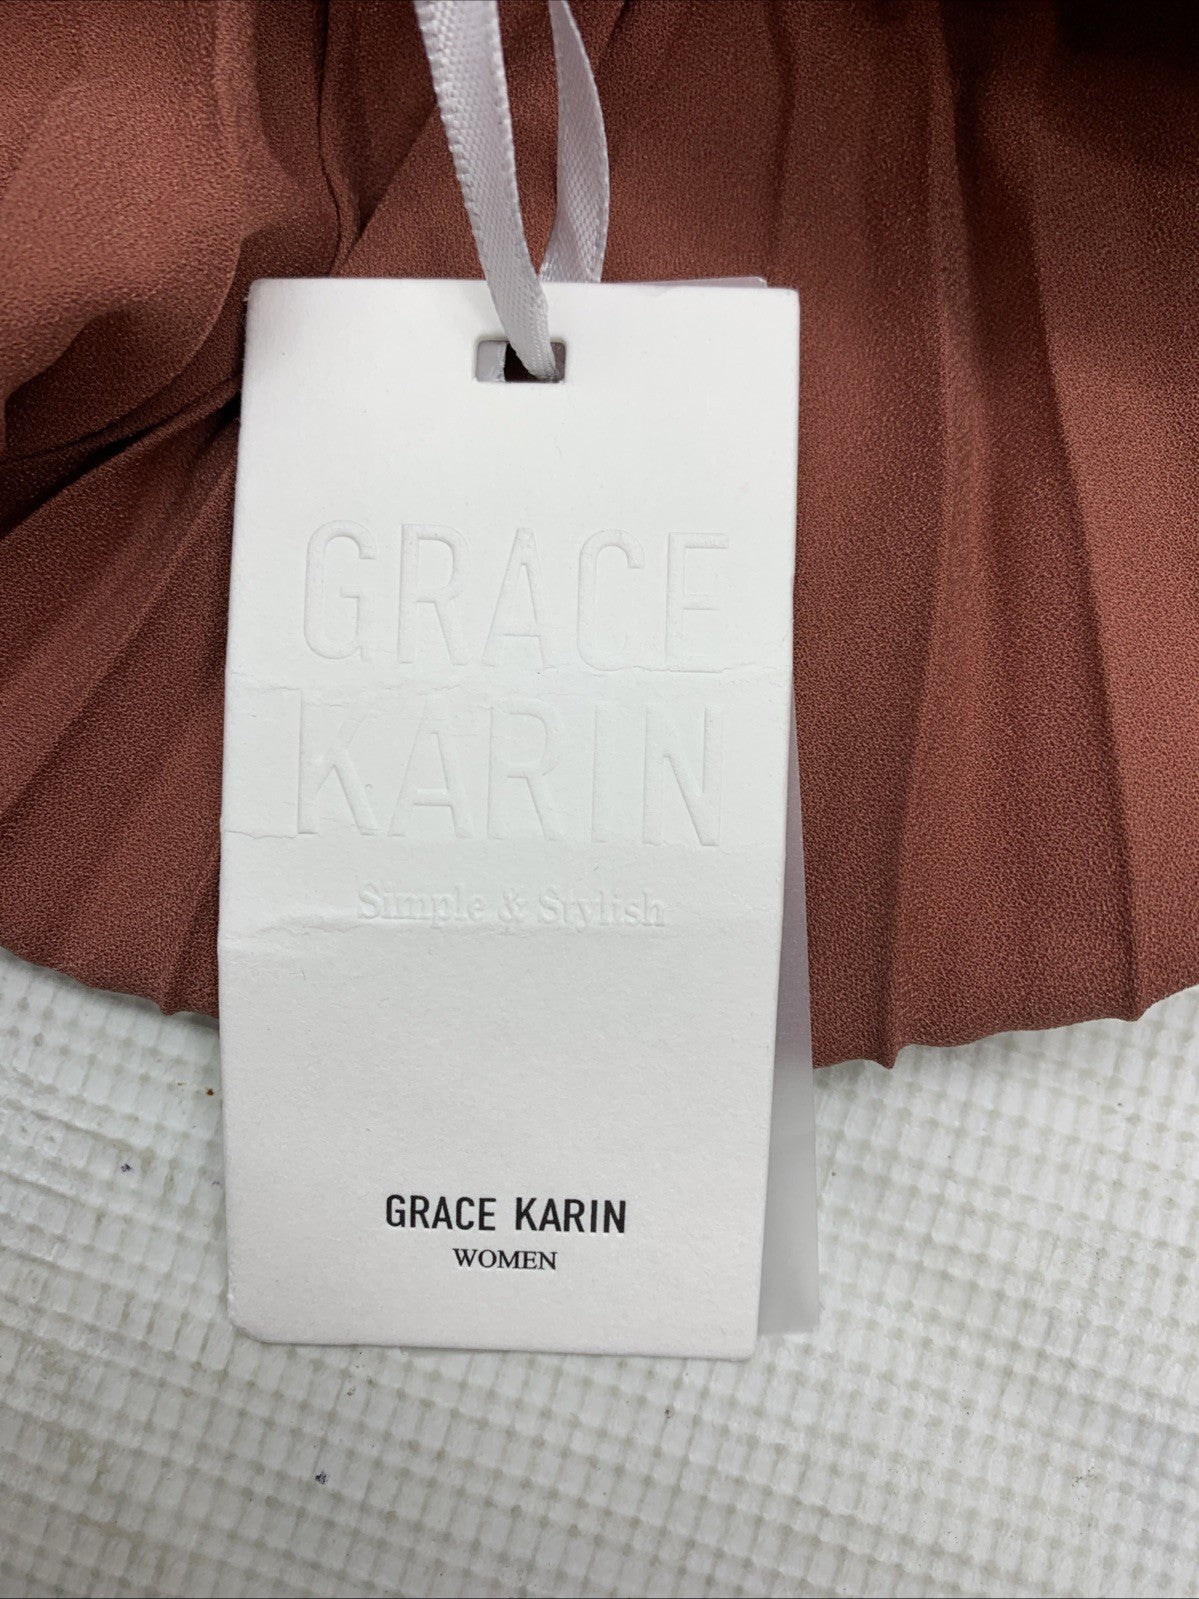 GRACE
KARIN
Simple & Stylish
GRACE KARIN
WOMEN